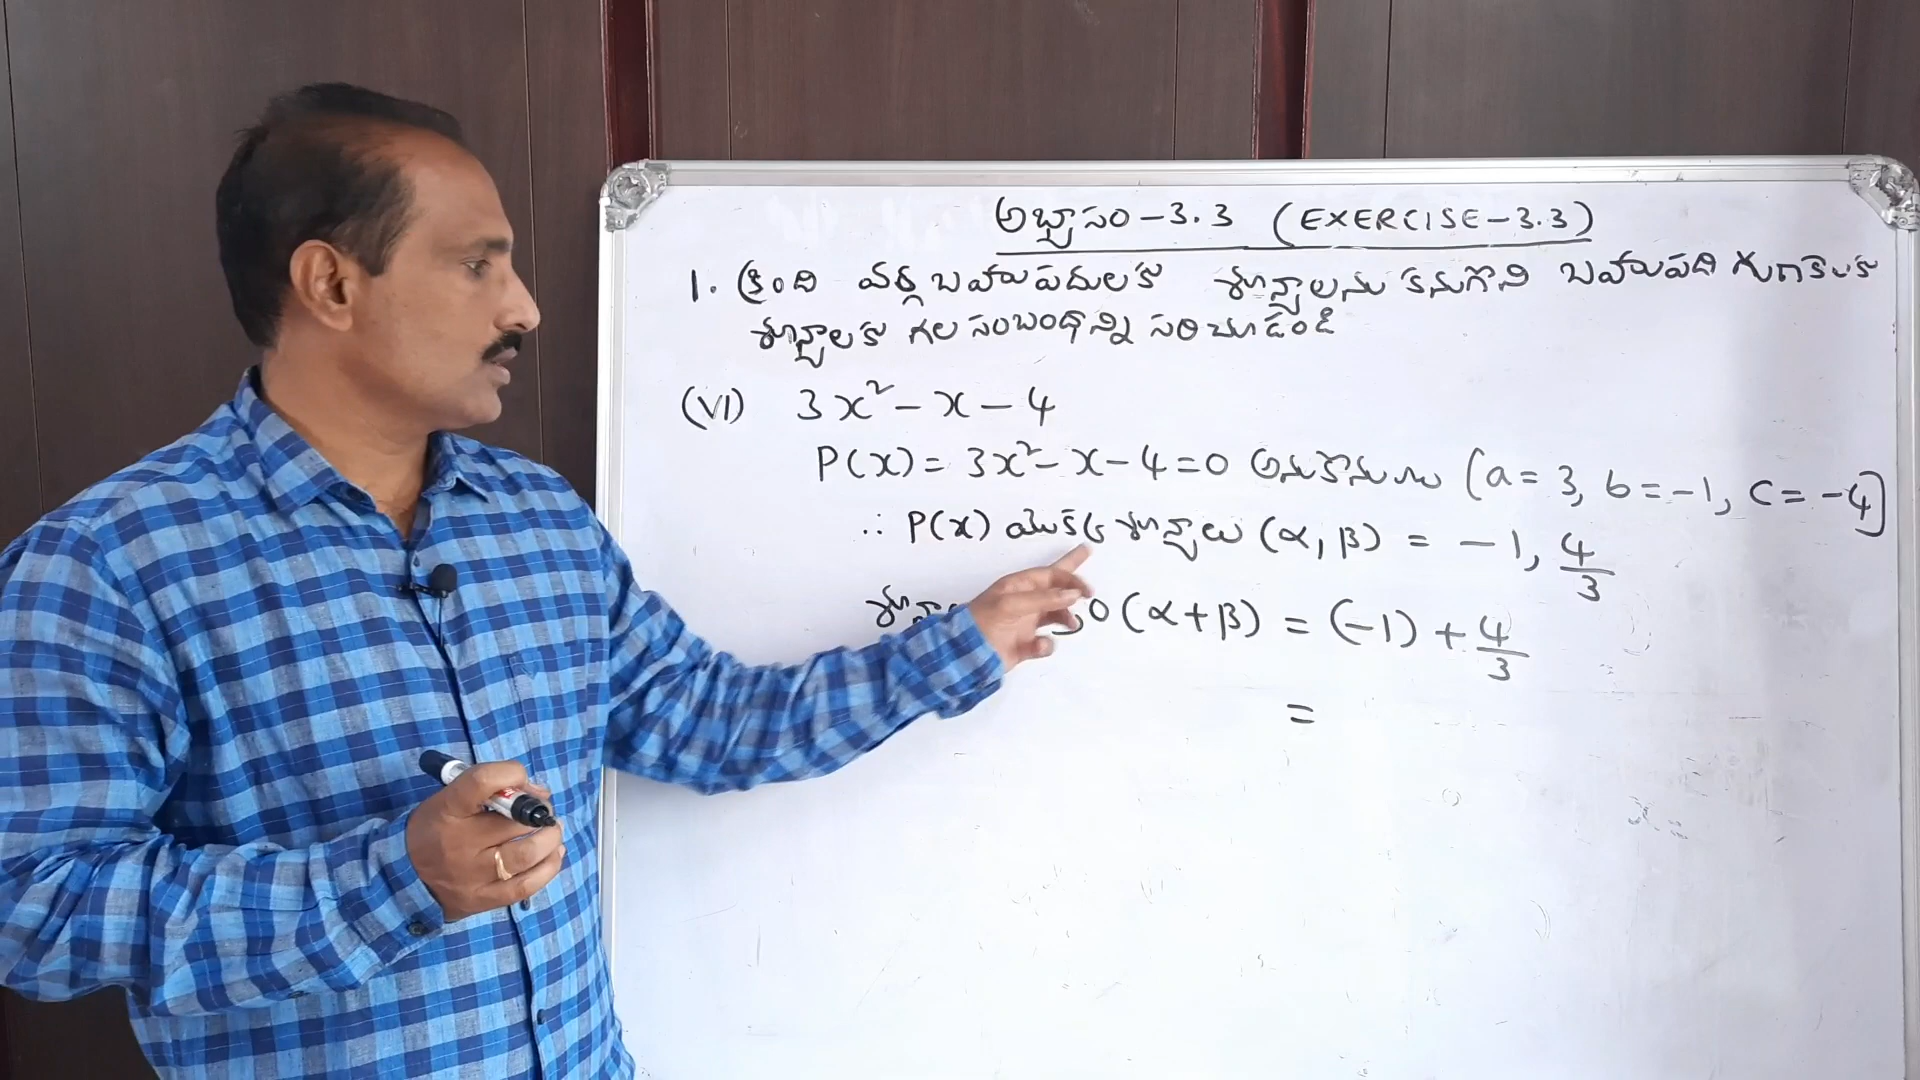 అభ్యాసం-3.3 (EXERCISE-3.3)
1. క్రింది వర్గ బహుపదులకు శూన్యాలను కనుగొని బహుపది గుణకాలకు
శూన్యాలకు గల సంబంధాన్ని సరిచూడండి
(VI) 3x² - x - 4
P(x) = 3x² - x - 4 = 0 అనుకొనుము (a = 3, b = -1, c = -4)
∴ P(x) యొక్క శూన్యాలు (α, β) = -1, 4/3
(α + β) = (-1) + 4/3
=